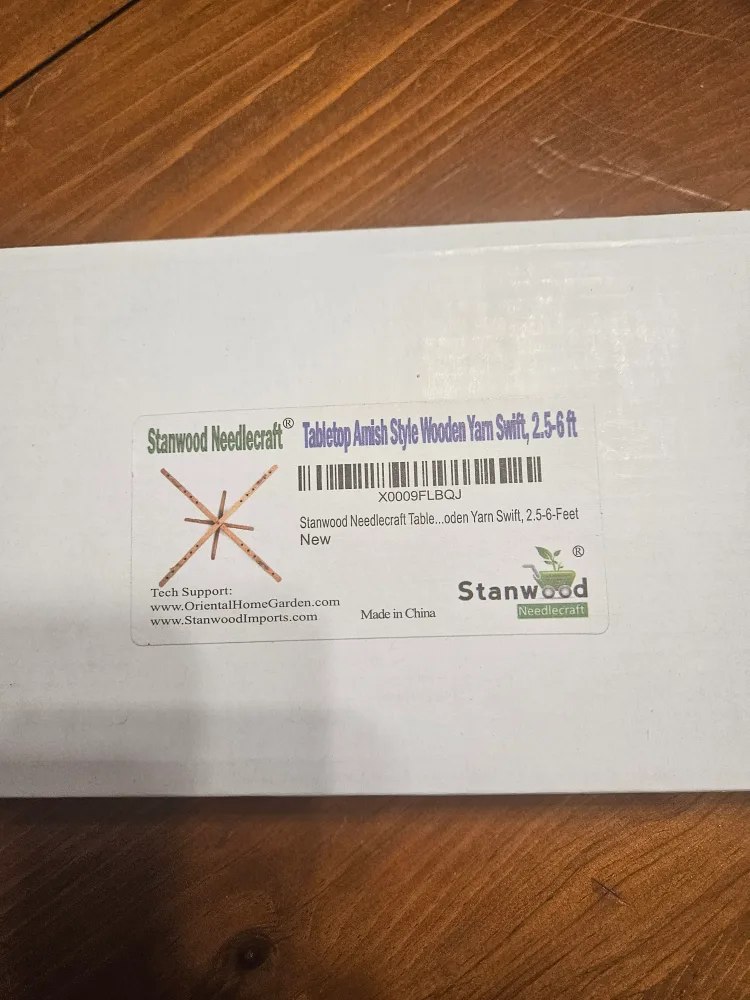 Stanwood Needlecraft® Tabletop Amish Style Wooden Yarn Swift, 2.5-6 ft
X0009FLBQJ
Stanwood Needlecraft Table...oden Yarn Swift, 2.5-6-Feet
New
Tech Support:
www.OrientalHomeGarden.com
www.StanwoodImports.com
Made in China
Stanwood®
Needlecraft